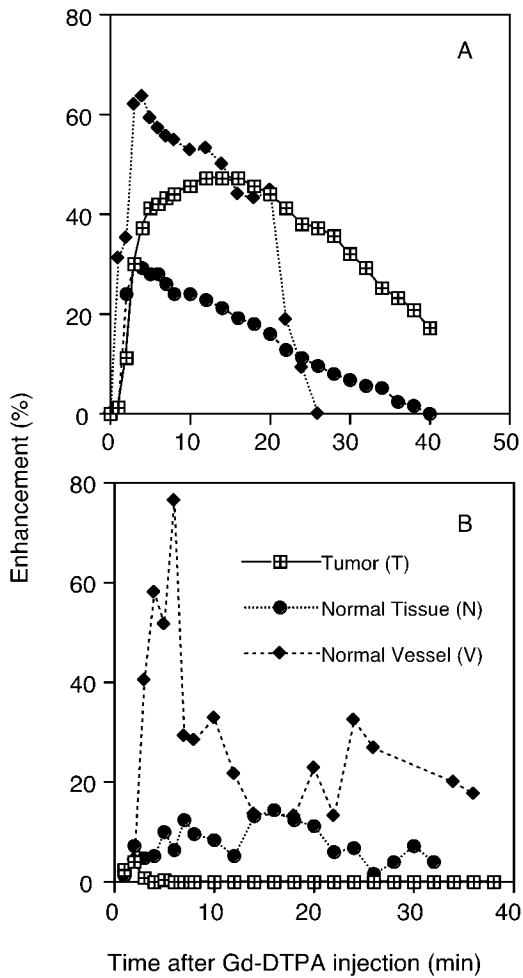 80
A
60
40
20
0
0 10 20 30 40 50
Enhancement (%)
80
B
Tumor (T)
60
Normal Tissue (N)
Normal Vessel (V)
40
20
0
0 10 20 30 40
Time after Gd-DTPA injection (min)